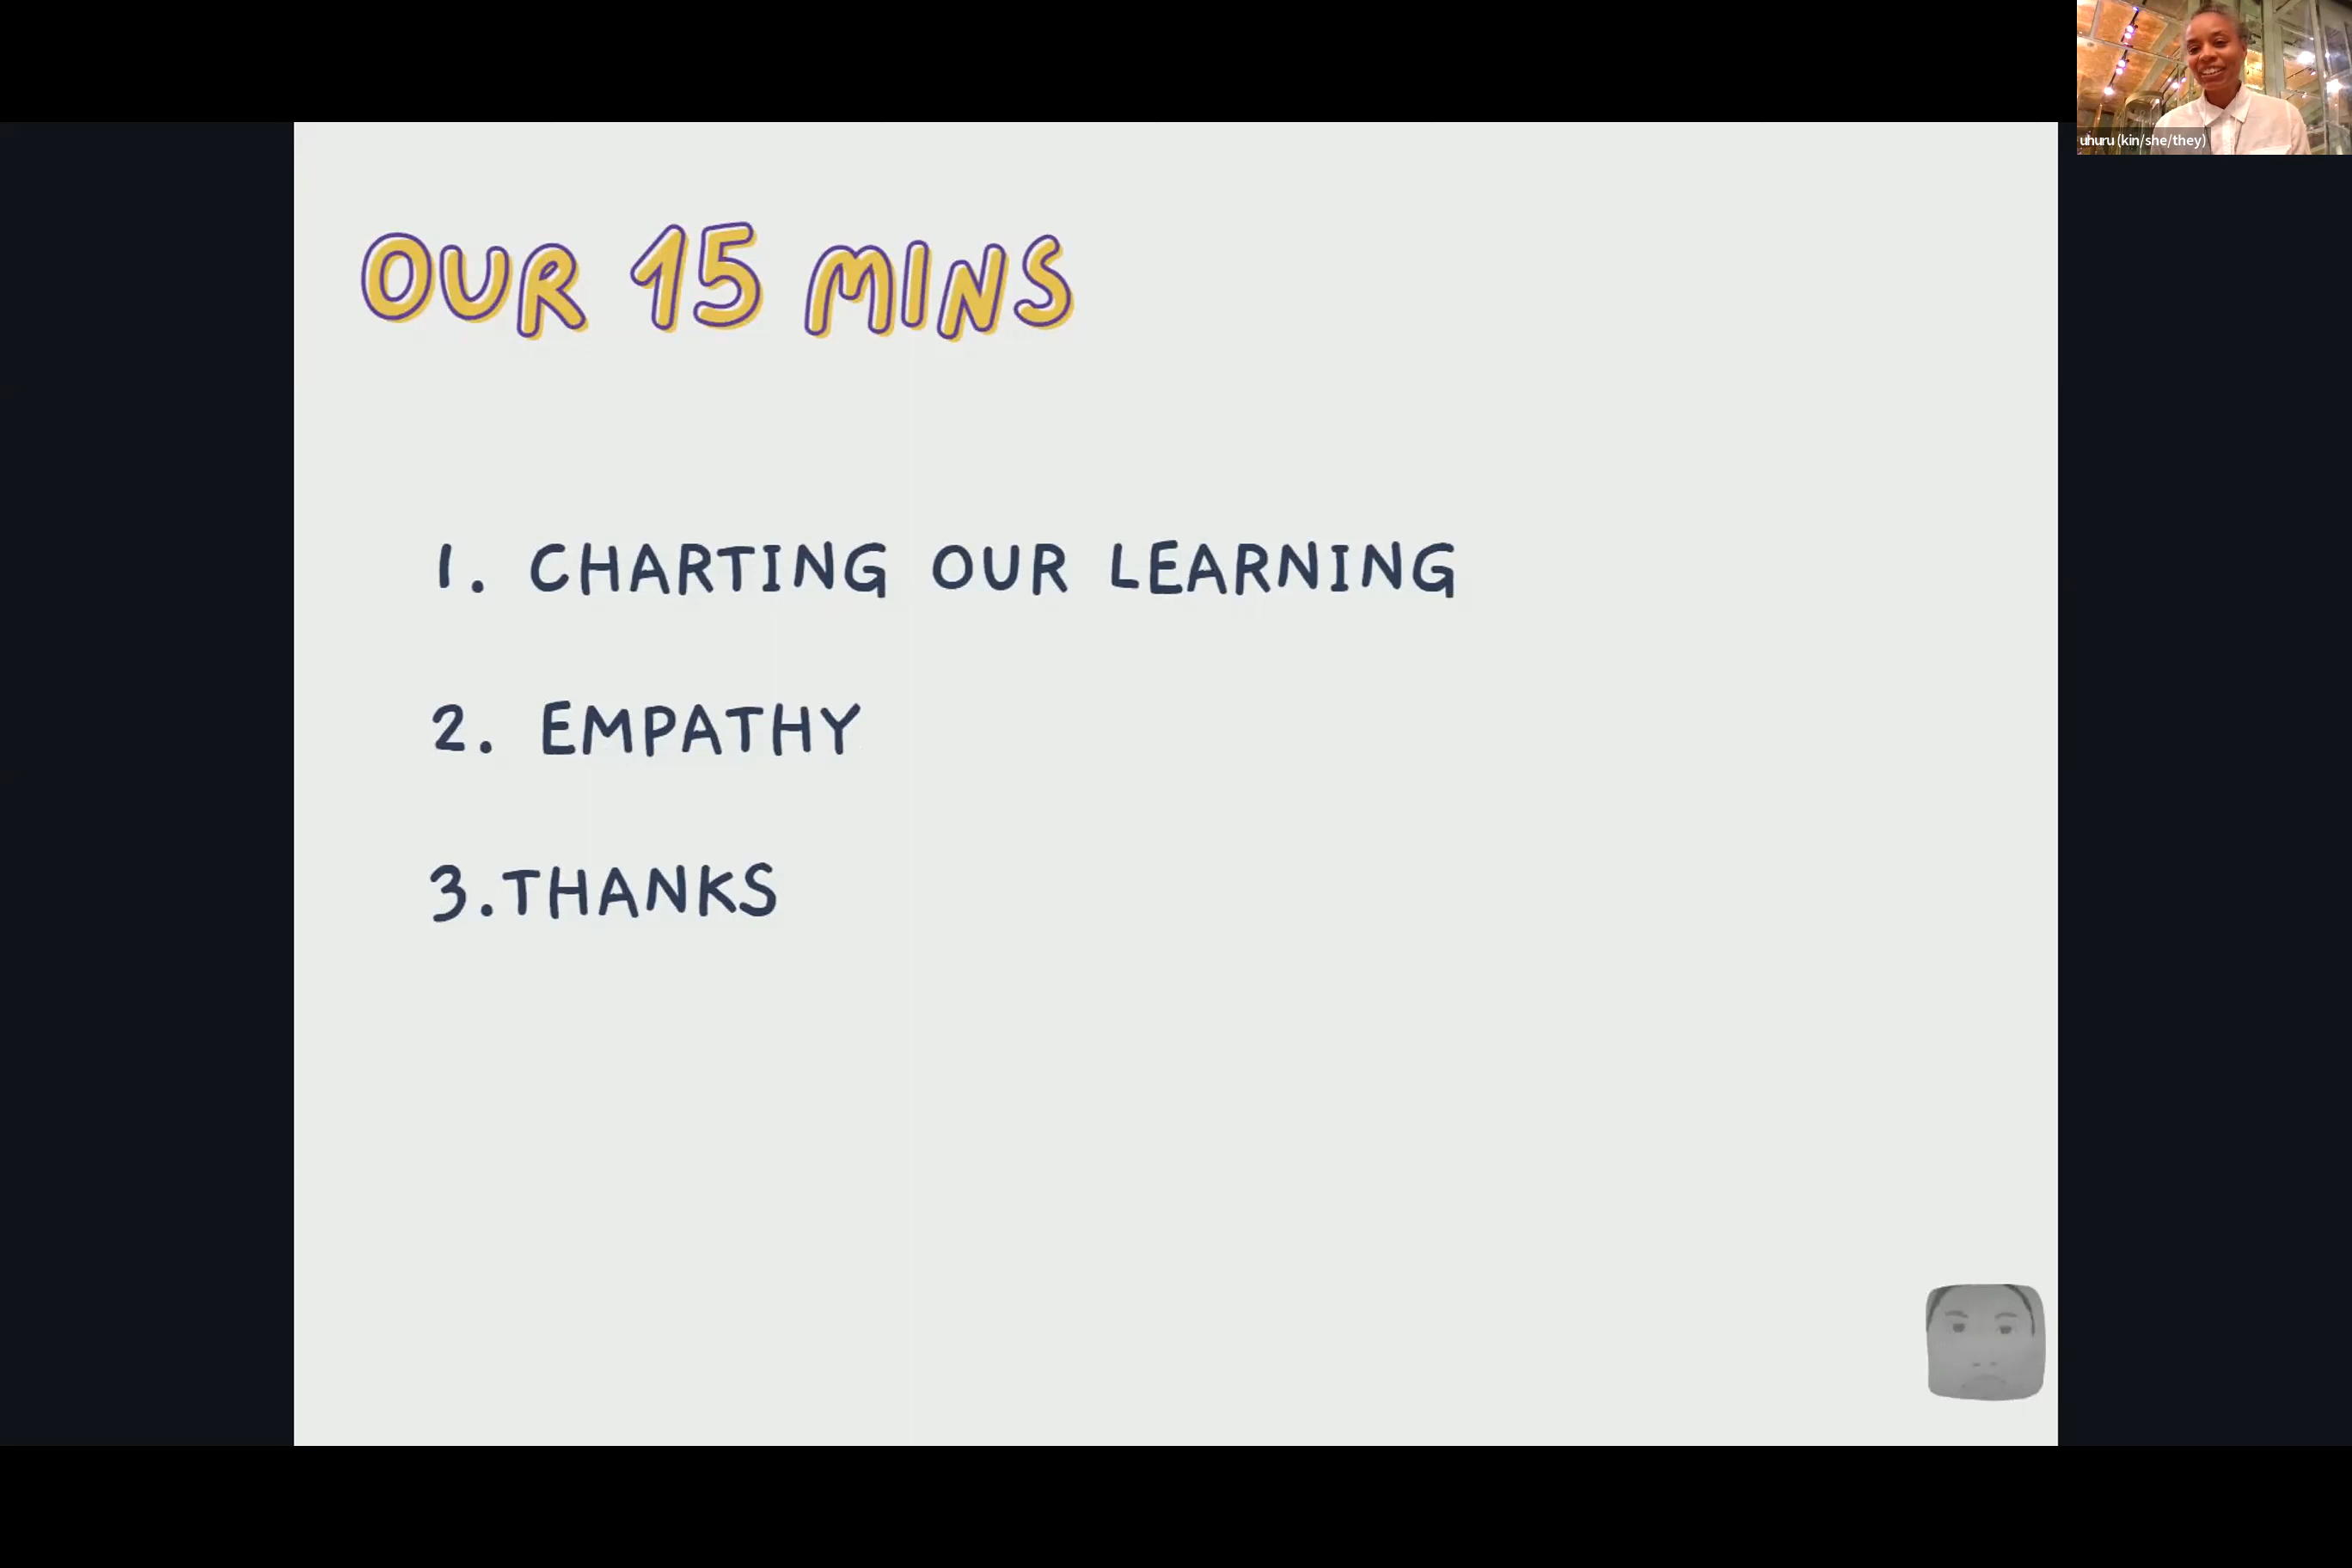 uhuru (kin/she/they)
OUR 15 MINS
1. CHARTING OUR LEARNING
2. EMPATHY
3.THANKS